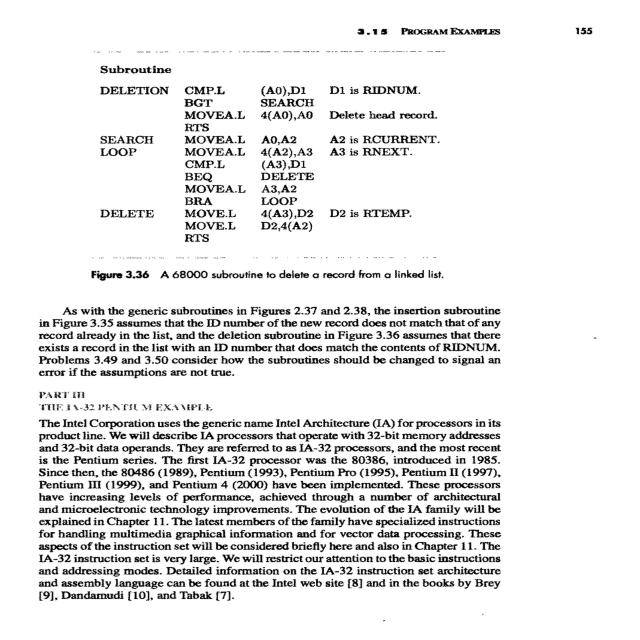 3.15 PROGRAM EXAMPLES 155
Subroutine
DELETION CMP.L (A0),D1 D1 is RIDNUM.
BGT SEARCH
MOVEA.L 4(A0),A0 Delete head record.
RTS
SEARCH MOVEA.L A0,A2 A2 is RCURRENT.
LOOP MOVEA.L 4(A2),A3 A3 is RNEXT.
CMP.L (A3),D1
BEQ DELETE
MOVEA.L A3,A2
BRA LOOP
DELETE MOVE.L 4(A3),D2 D2 is RTEMP.
MOVE.L D2,4(A2)
RTS
Figure 3.36 A 68000 subroutine to delete a record from a linked list.
As with the generic subroutines in Figures 2.37 and 2.38, the insertion subroutine
in Figure 3.35 assumes that the ID number of the new record does not match that of any
record already in the list, and the deletion subroutine in Figure 3.36 assumes that there
exists a record in the list with an ID number that does match the contents of RIDNUM.
Problems 3.49 and 3.50 consider how the subroutines should be changed to signal an
error if the assumptions are not true.
PART III
THE IA-32 PENTIUM EXAMPLE
The Intel Corporation uses the generic name Intel Architecture (IA) for processors in its
product line. We will describe IA processors that operate with 32-bit memory addresses
and 32-bit data operands. They are referred to as IA-32 processors, and the most recent
is the Pentium series. The first IA-32 processor was the 80386, introduced in 1985.
Since then, the 80486 (1989), Pentium (1993), Pentium Pro (1995), Pentium II (1997),
Pentium III (1999), and Pentium 4 (2000) have been implemented. These processors
have increasing levels of performance, achieved through a number of architectural
and microelectronic technology improvements. The evolution of the IA family will be
explained in Chapter 11. The latest members of the family have specialized instructions
for handling multimedia graphical information and for vector data processing. These
aspects of the instruction set will be considered briefly here and also in Chapter 11. The
IA-32 instruction set is very large. We will restrict our attention to the basic instructions
and addressing modes. Detailed information on the IA-32 instruction set architecture
and assembly language can be found at the Intel web site [8] and in the books by Brey
[9], Dandamudi [10], and Tabak [7].